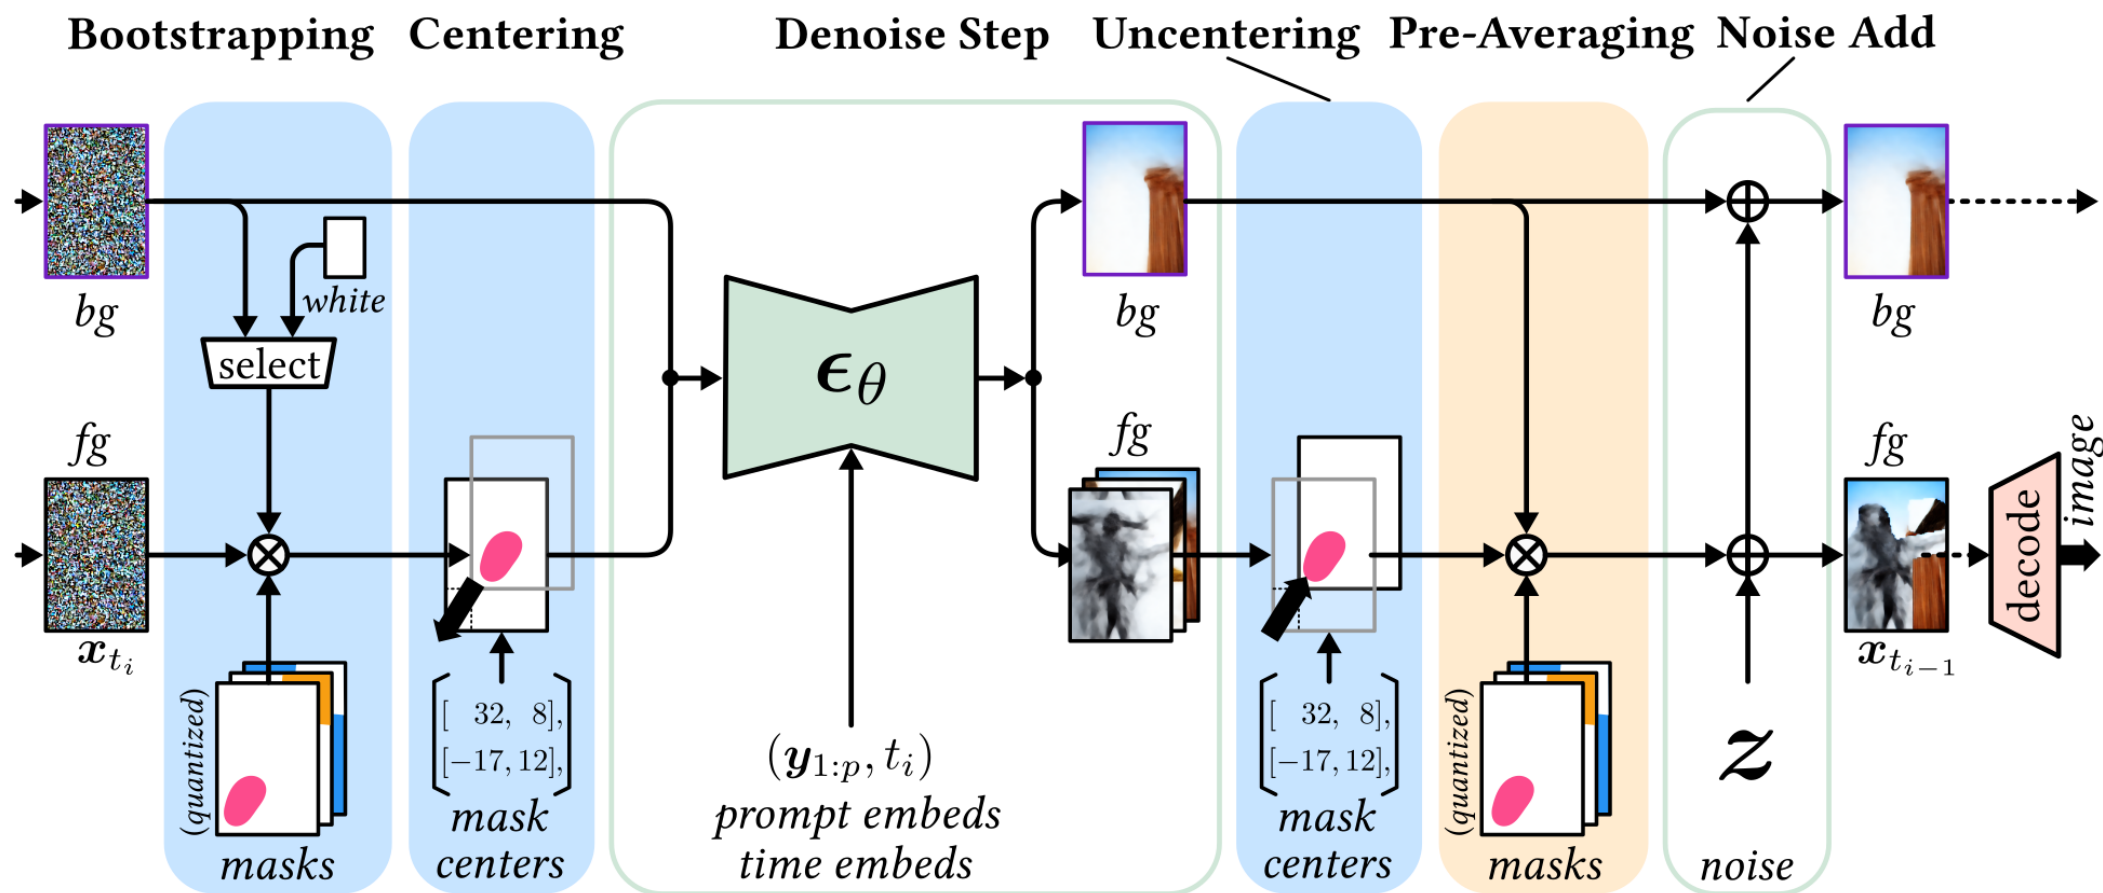 Bootstrapping
Centering
Denoise Step
Uncentering
Pre-Averaging
Noise Add
bg
white
select
fg
𝒙_{t_i}
(quantized)
masks
[ 32, 8],
[−17, 12],
mask
centers
ϵ_θ
(𝒚_{1:p}, t_i)
prompt embeds
time embeds
bg
fg
[ 32, 8],
[−17, 12],
mask
centers
(quantized)
masks
𝒛
noise
bg
fg
𝒙_{t_{i−1}}
decode
image